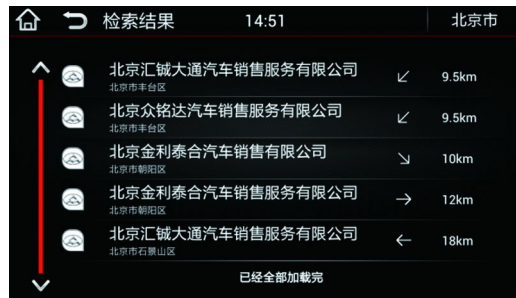 检索结果 14:51 北京市
北京汇铖大通汽车销售服务有限公司 9.5km
北京市丰台区
北京众铭达汽车销售服务有限公司 9.5km
北京市丰台区
北京金利泰合汽车销售有限公司 10km
北京市朝阳区
北京金利泰合汽车销售服务有限公司 12km
北京市朝阳区
北京汇铖大通汽车销售服务有限公司 18km
北京市石景山区
已经全部加载完